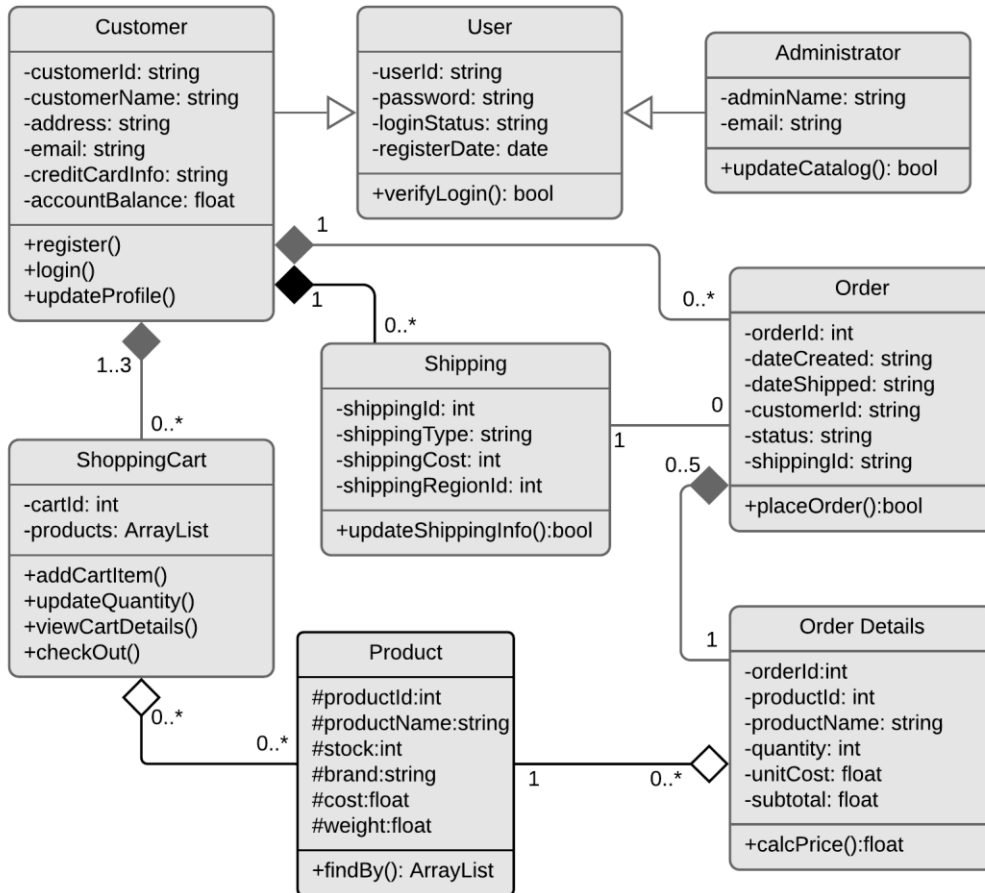 Customer
-customerId: string
-customerName: string
-address: string
-email: string
-creditCardInfo: string
-accountBalance: float
+register()
+login()
+updateProfile()
User
-userId: string
-password: string
-loginStatus: string
-registerDate: date
+verifyLogin(): bool
Administrator
-adminName: string
-email: string
+updateCatalog(): bool
1
0..*
1
0..*
1..3
0..*
Shipping
-shippingId: int
-shippingType: string
-shippingCost: int
-shippingRegionId: int
+updateShippingInfo():bool
1
0
Order
-orderId: int
-dateCreated: string
-dateShipped: string
-customerId: string
-status: string
-shippingId: string
+placeOrder():bool
0..5
1
ShoppingCart
-cartId: int
-products: ArrayList
+addCartItem()
+updateQuantity()
+viewCartDetails()
+checkOut()
0..*
0..*
Product
#productId:int
#productName:string
#stock:int
#brand:string
#cost:float
#weight:float
+findBy(): ArrayList
1
0..*
Order Details
-orderId:int
-productId: int
-productName: string
-quantity: int
-unitCost: float
-subtotal: float
+calcPrice():float